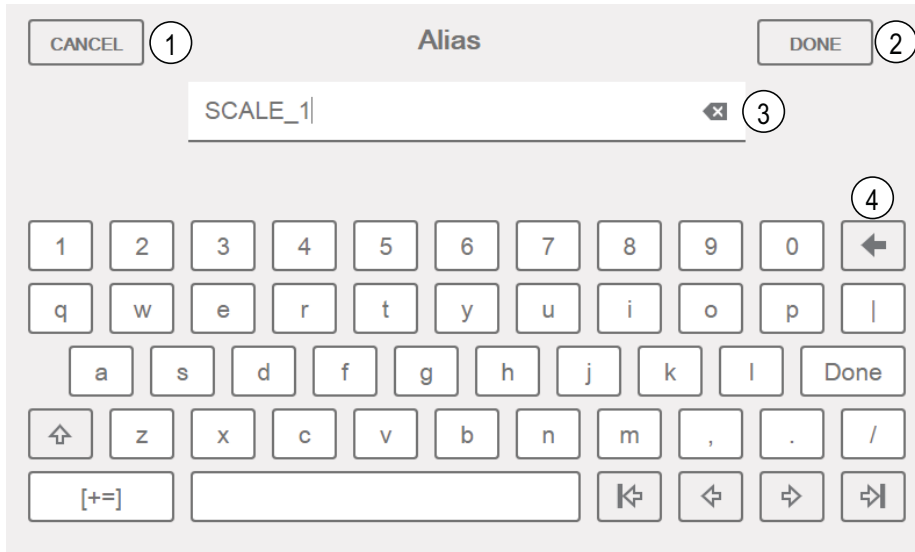 CANCEL 1 Alias DONE 2
SCALE_1 3
4
1 2 3 4 5 6 7 8 9 0
q w e r t y u i o p |
a s d f g h j k l Done
z x c v b n m , . /
[+=]